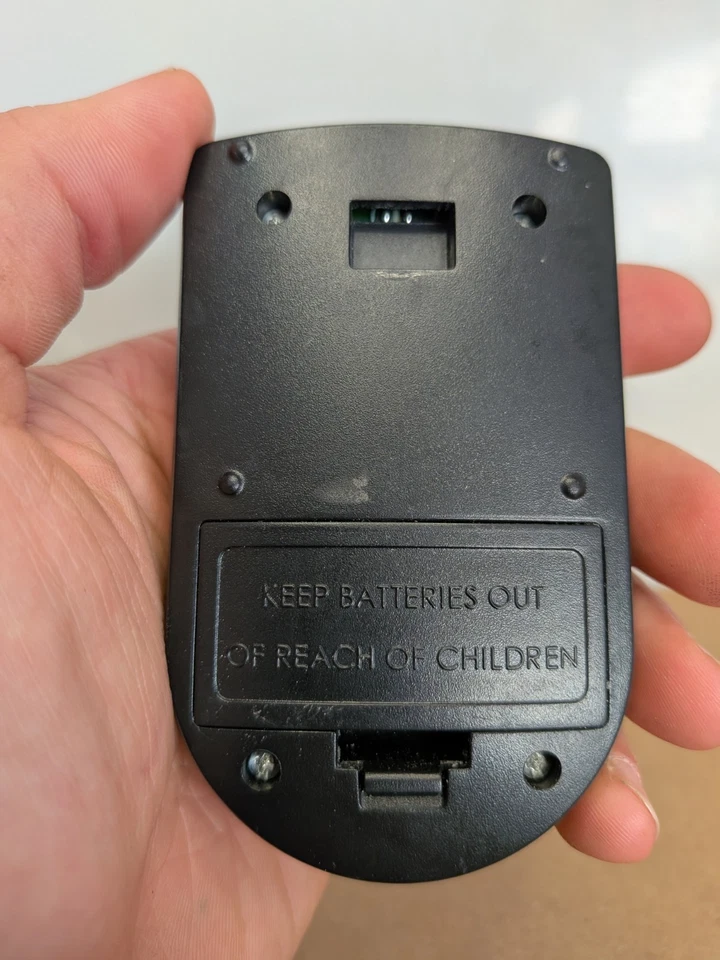 KEEP BATTERIES OUT
OF REACH OF CHILDREN